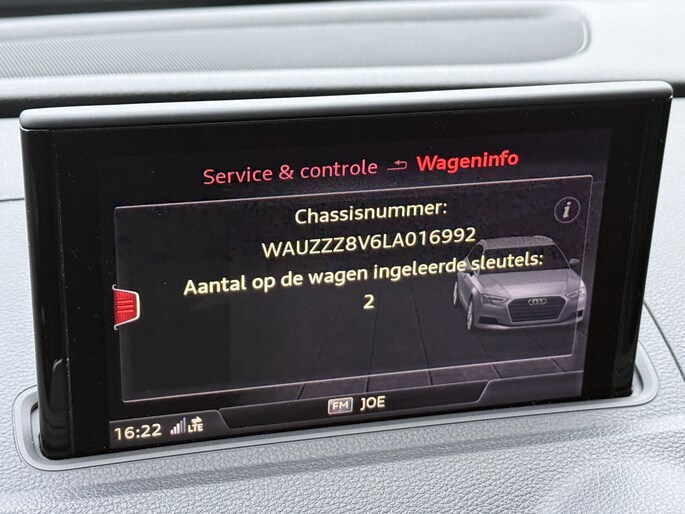 Service & controle Wageninfo
Chassisnummer:
WAUZZZ8V6LA016992
Aantal op de wagen ingeleerde sleutels:
2
FM JOE
16:22 LTE